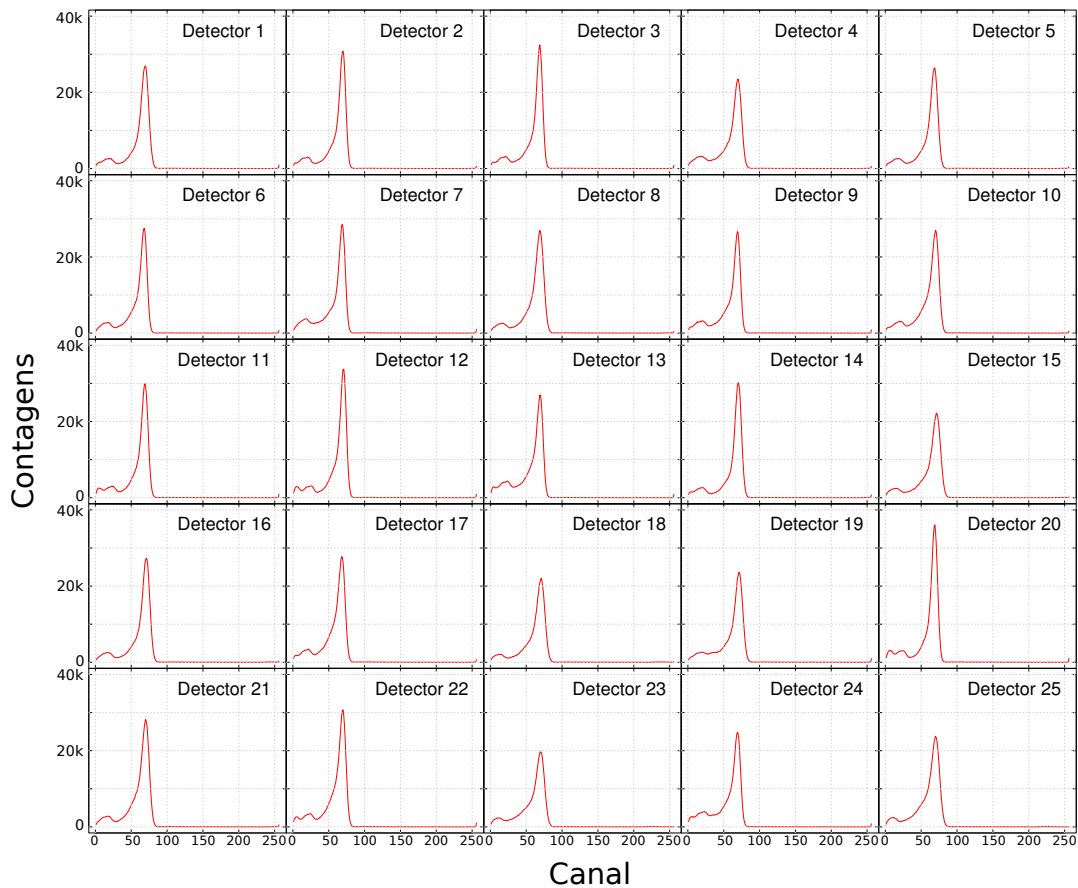 40k
Detector 1
Detector 2
Detector 3
Detector 4
Detector 5
20k
0
40k
Detector 6
Detector 7
Detector 8
Detector 9
Detector 10
20k
0
40k
Detector 11
Detector 12
Detector 13
Detector 14
Detector 15
20k
0
40k
Detector 16
Detector 17
Detector 18
Detector 19
Detector 20
20k
0
40k
Detector 21
Detector 22
Detector 23
Detector 24
Detector 25
20k
0
Contagens
0 50 100 150 200 250 0 50 100 150 200 250 0 50 100 150 200 250 0 50 100 150 200 250 0 50 100 150 200 250
Canal